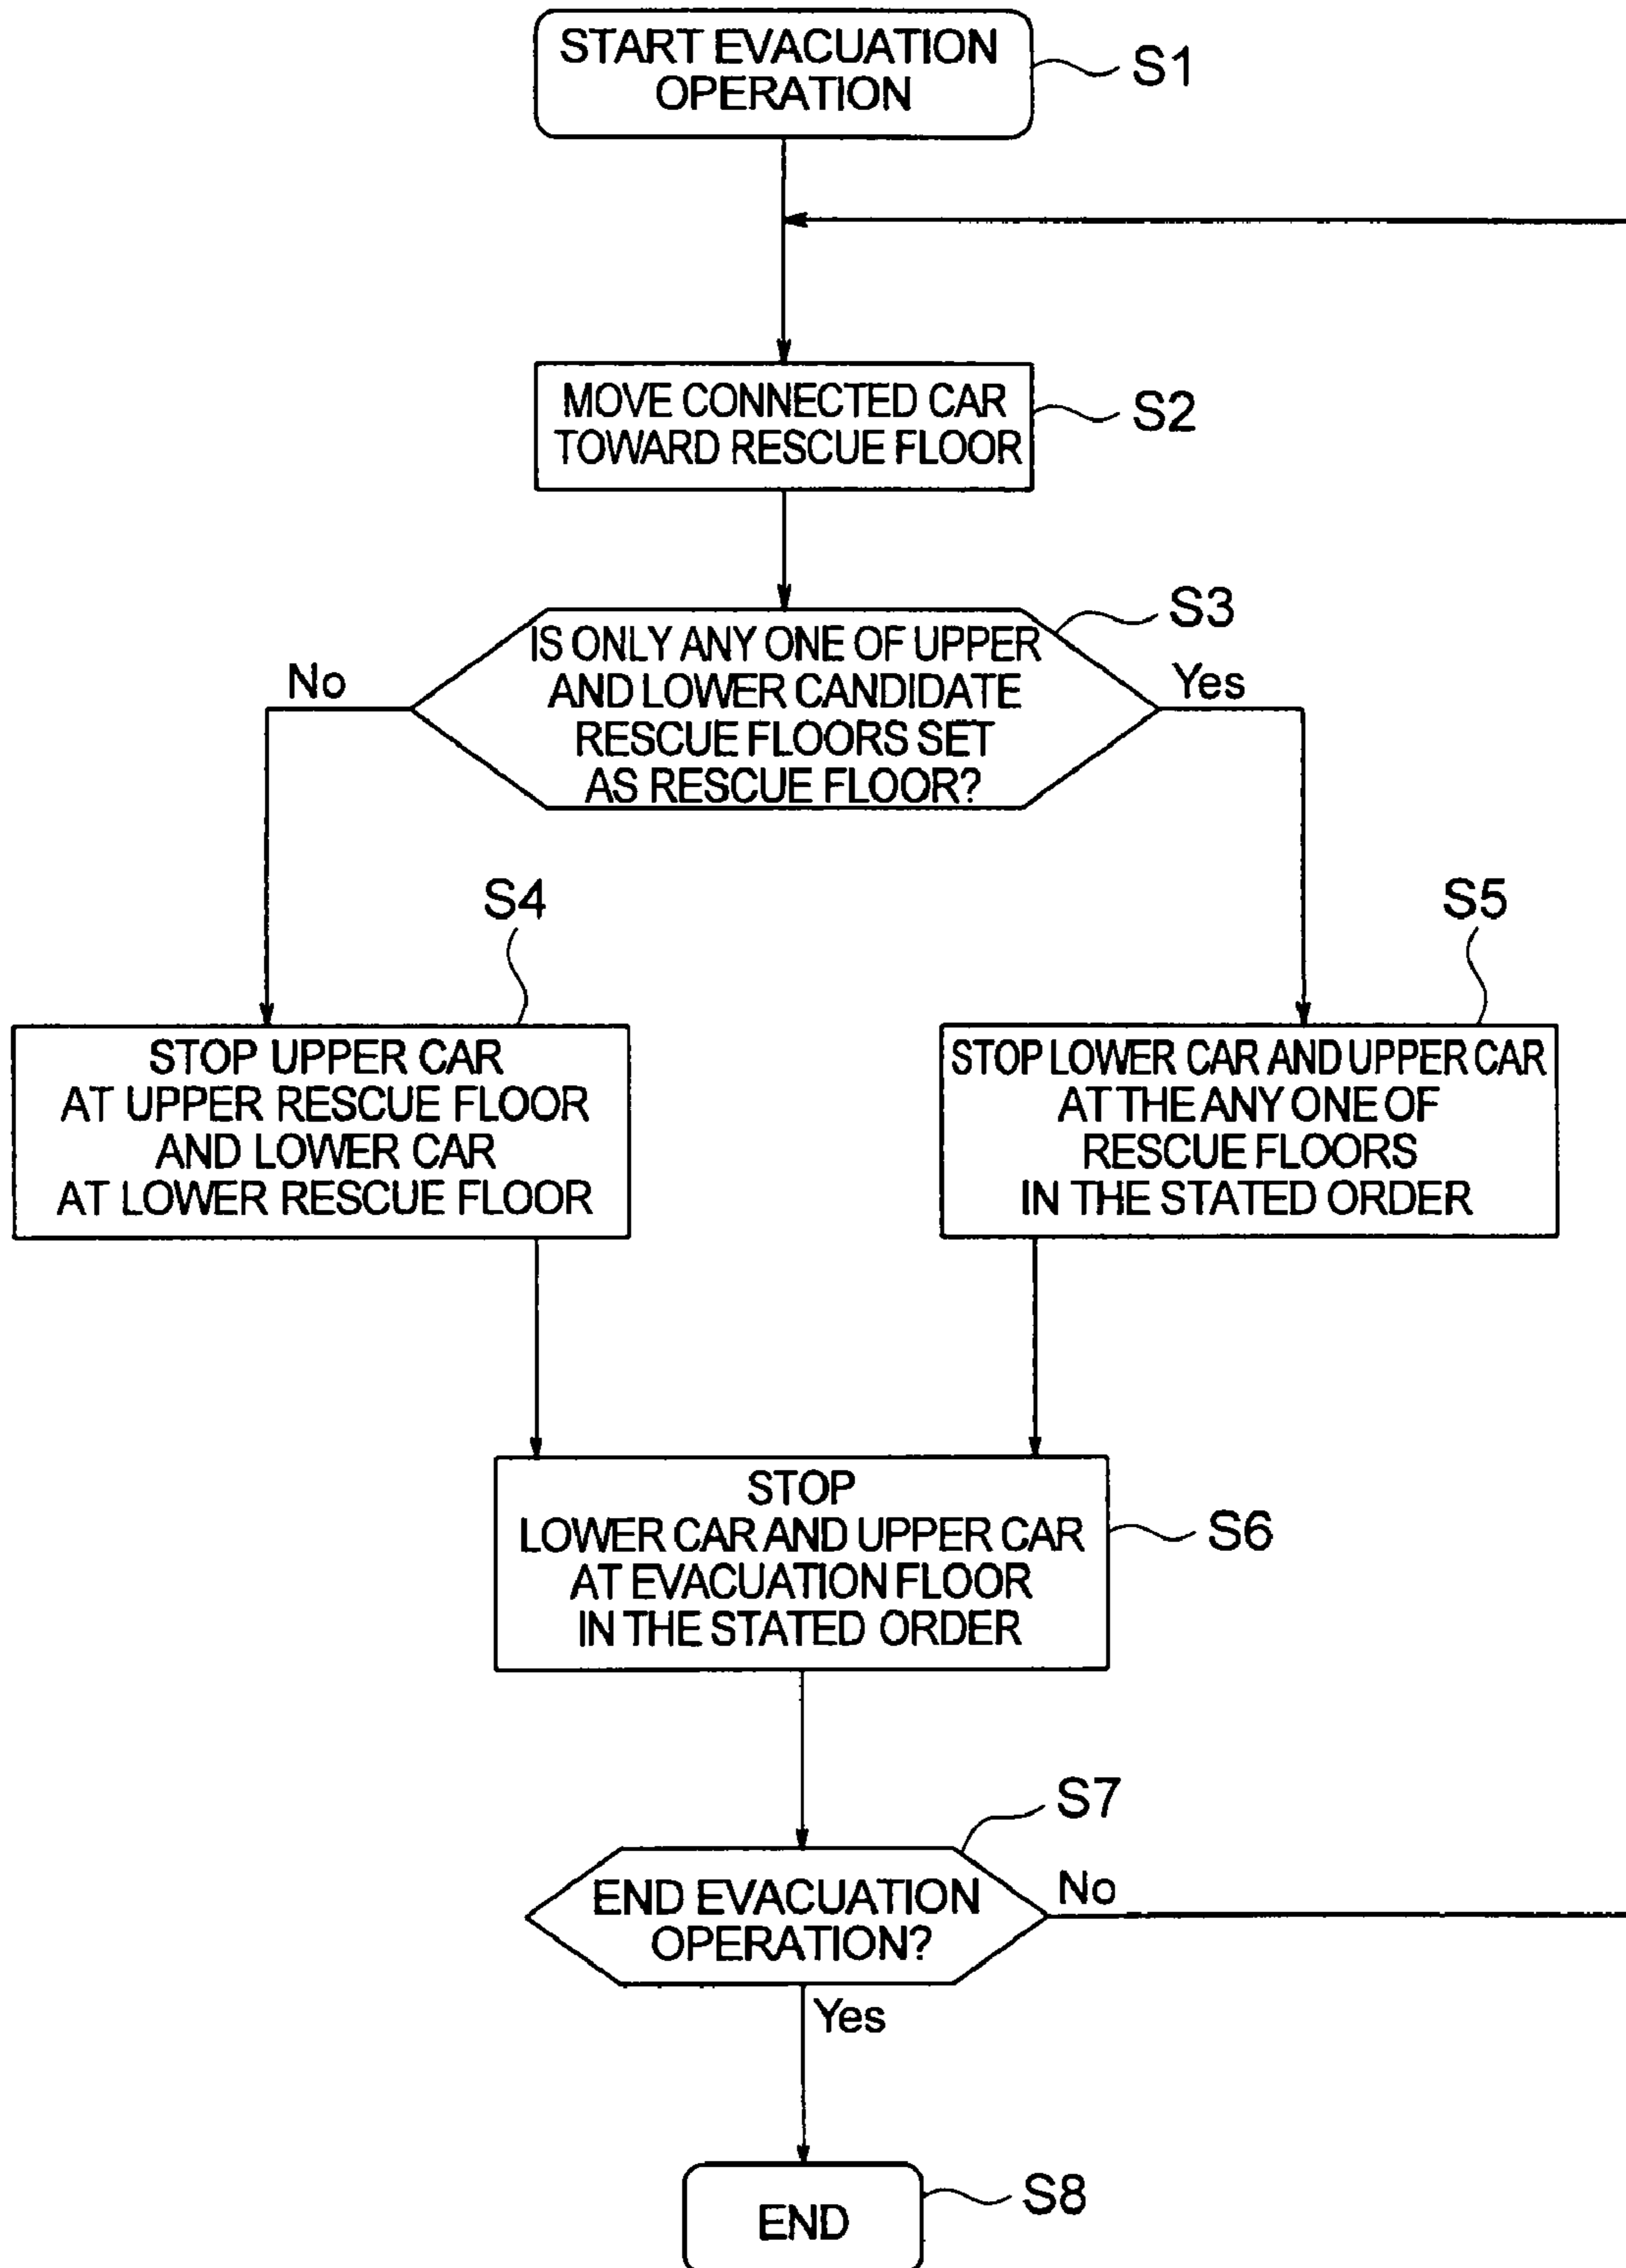 START EVACUATION
OPERATION
S1
MOVE CONNECTED CAR
TOWARD RESCUE FLOOR
S2
S3
IS ONLY ANY ONE OF UPPER
AND LOWER CANDIDATE
RESCUE FLOORS SET
AS RESCUE FLOOR?
No
Yes
S4
S5
STOP UPPER CAR
AT UPPER RESCUE FLOOR
AND LOWER CAR
AT LOWER RESCUE FLOOR
STOP LOWER CAR AND UPPER CAR
AT THE ANY ONE OF
RESCUE FLOORS
IN THE STATED ORDER
STOP
LOWER CAR AND UPPER CAR
AT EVACUATION FLOOR
IN THE STATED ORDER
S6
S7
END EVACUATION
OPERATION?
No
Yes
END
S8